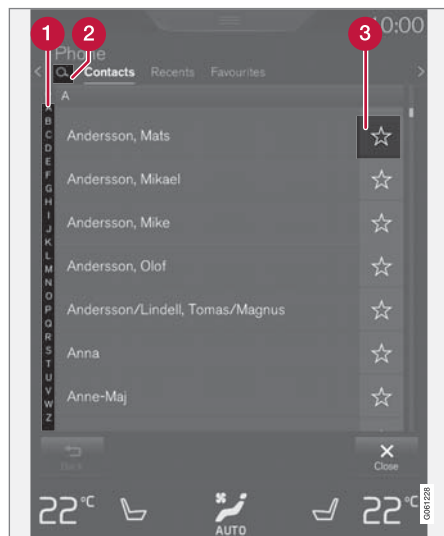 10:00
Phone
1
2
3
Contacts Recents Favourites
A
A
B
C
D
E
F
G
H
I
J
K
L
M
N
O
P
Q
R
S
T
U
V
W
Z
Andersson, Mats
Andersson, Mikael
Andersson, Mike
Andersson, Olof
Andersson/Lindell, Tomas/Magnus
Anna
Anne-Maj
Back
Close
22°C
AUTO
22°C
G061228